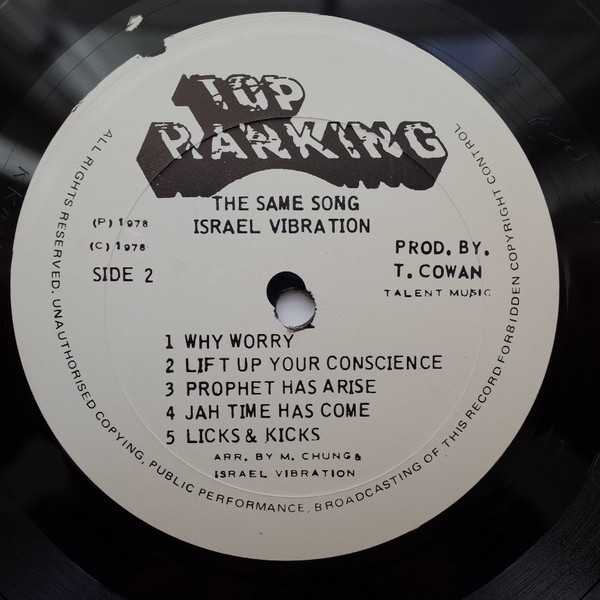 TOP
RANKING
THE SAME SONG
ISRAEL VIBRATION
(P) 1978
(C) 1978
SIDE 2
PROD. BY.
T. COWAN
TALENT MUSIC
1 WHY WORRY
2 LIFT UP YOUR CONSCIENCE
3 PROPHET HAS ARISE
4 JAH TIME HAS COME
5 LICKS & KICKS
ARR. BY M. CHUNG &
ISRAEL VIBRATION
ALL RIGHTS RESERVED. UNAUTHORISED COPYING, PUBLIC PERFORMANCE, BROADCASTING OF THIS RECORD FORBIDDEN COPYRIGHT CONTROL